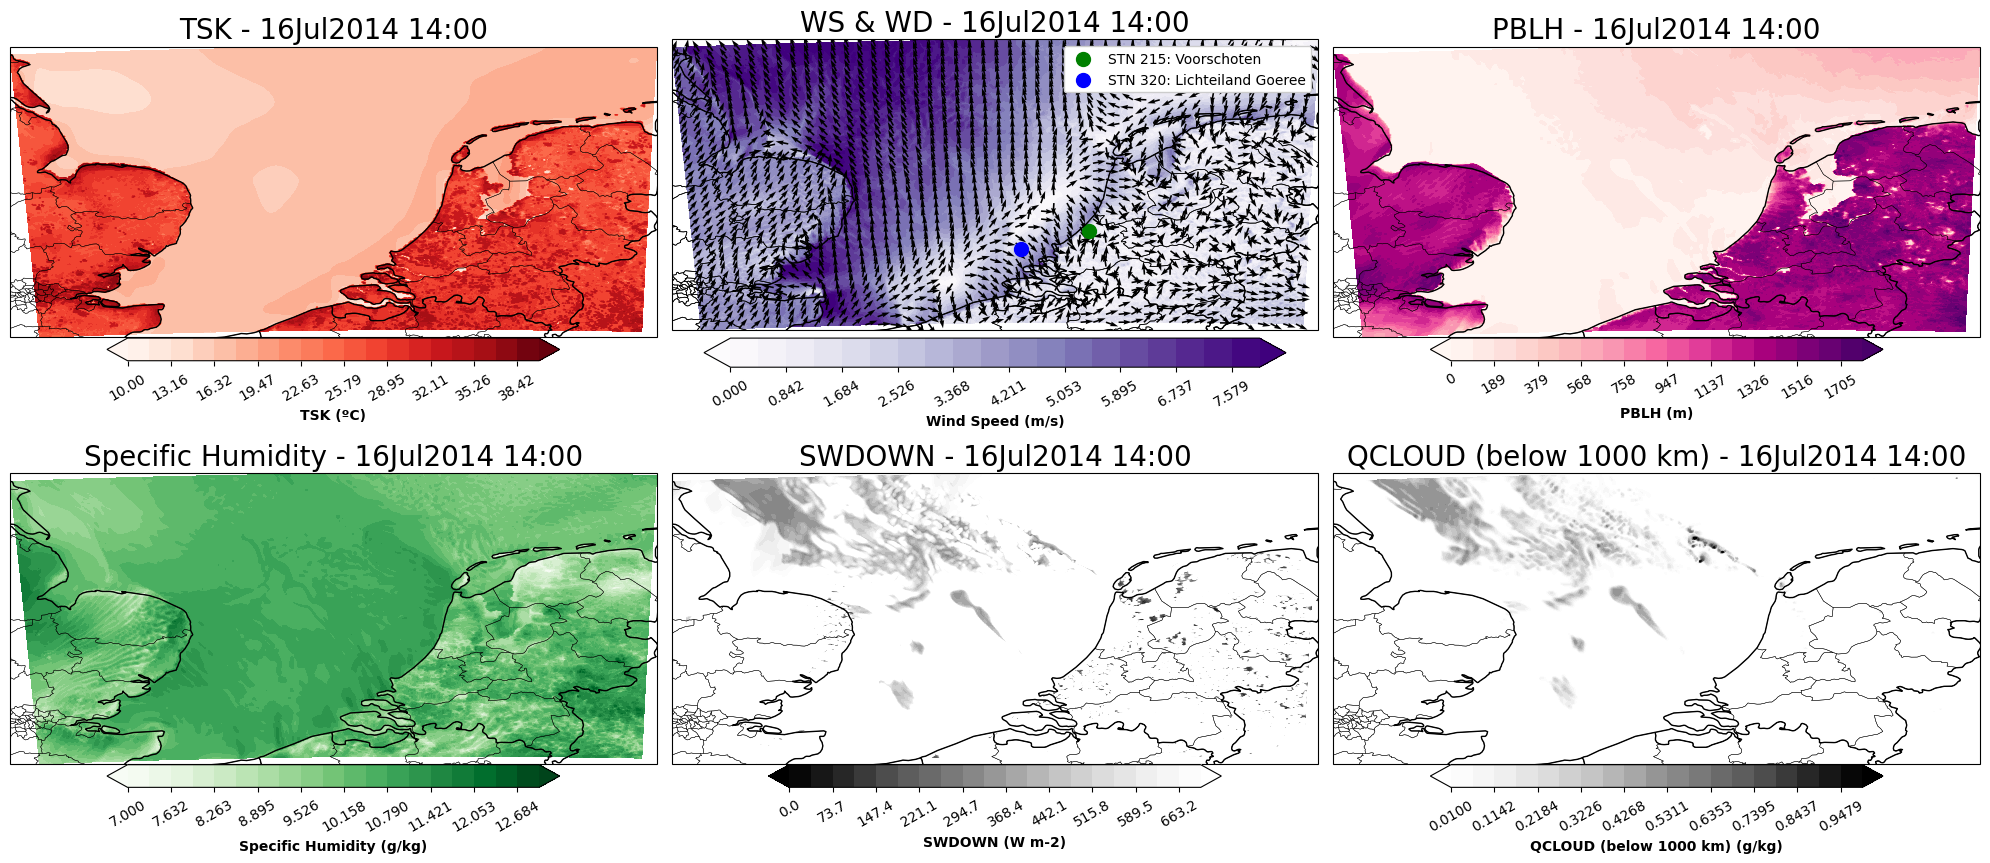 TSK - 16Jul2014 14:00
WS & WD - 16Jul2014 14:00
PBLH - 16Jul2014 14:00
STN 215: Voorschoten
STN 320: Lichteiland Goeree
10.00 13.16 16.32 19.47 22.63 25.79 28.95 32.11 35.26 38.42
TSK (ºC)
0.000 0.842 1.684 2.526 3.368 4.211 5.053 5.895 6.737 7.579
Wind Speed (m/s)
0 189 379 568 758 947 1137 1326 1516 1705
PBLH (m)
Specific Humidity - 16Jul2014 14:00
SWDOWN - 16Jul2014 14:00
QCLOUD (below 1000 km) - 16Jul2014 14:00
7.000 7.632 8.263 8.895 9.526 10.158 10.790 11.421 12.053 12.684
Specific Humidity (g/kg)
0.0 73.7 147.4 221.1 294.7 368.4 442.1 515.8 589.5 663.2
SWDOWN (W m-2)
0.0100 0.1142 0.2184 0.3226 0.4268 0.5311 0.6353 0.7395 0.8437 0.9479
QCLOUD (below 1000 km) (g/kg)